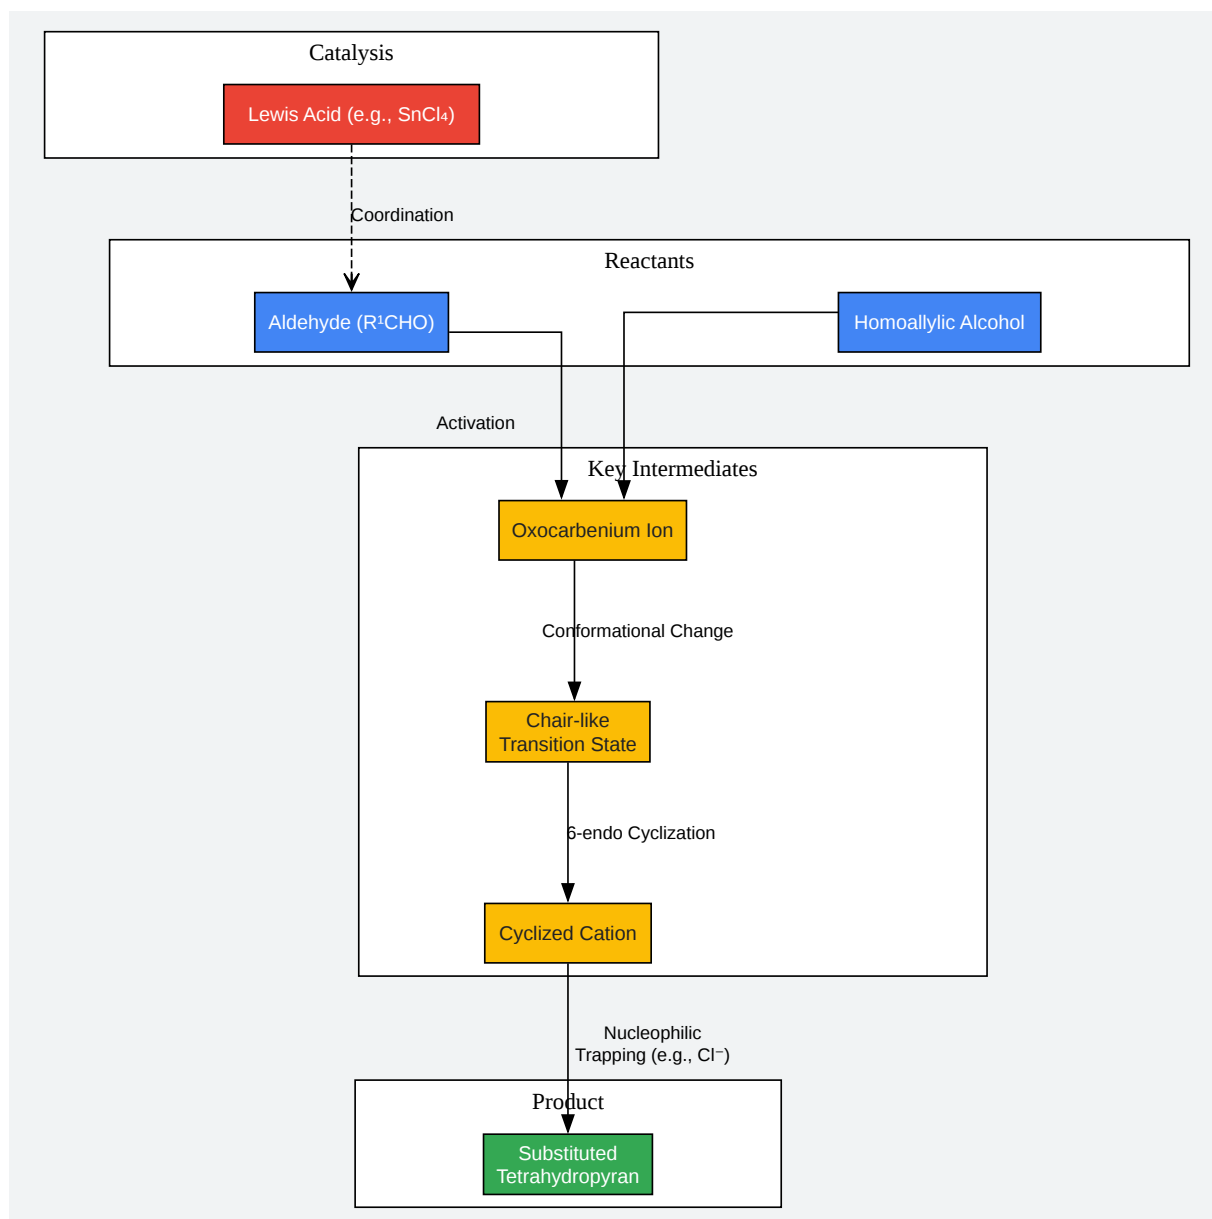 Catalysis
Lewis Acid (e.g., SnCl₄)
Coordination
Reactants
Aldehyde (R¹CHO)
Homoallylic Alcohol
Activation
Key Intermediates
Oxocarbenium Ion
Conformational Change
Chair-like
Transition State
6-endo Cyclization
Cyclized Cation
Nucleophilic
Trapping (e.g., Cl⁻)
Product
Substituted
Tetrahydropyran